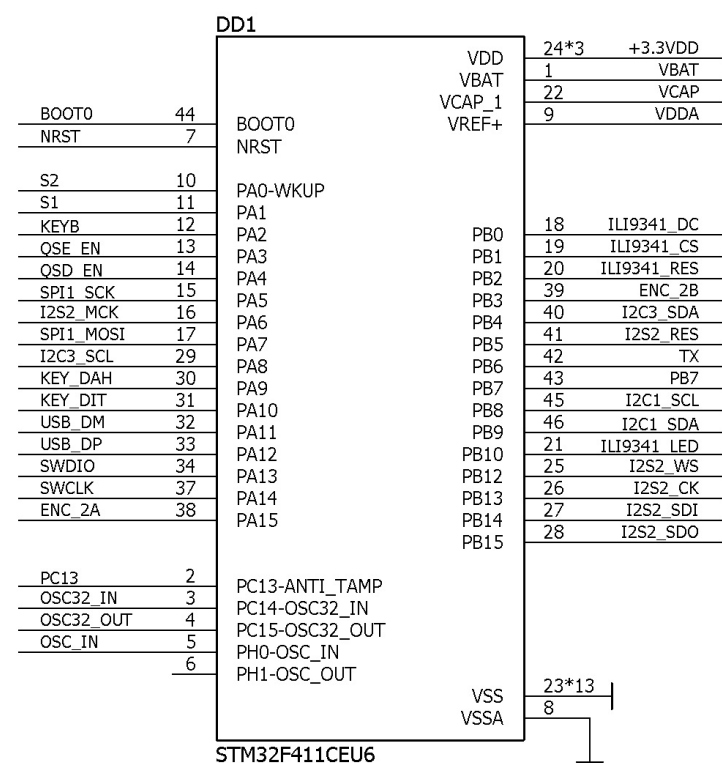 DD1
VDD 24*3 +3.3VDD
VBAT 1 VBAT
VCAP_1 22 VCAP
BOOT0 44 BOOT0 VREF+ 9 VDDA
NRST 7 NRST
S2 10 PA0-WKUP
S1 11 PA1
KEYB 12 PA2 PB0 18 ILI9341_DC
QSE_EN 13 PA3 PB1 19 ILI9341_CS
QSD_EN 14 PA4 PB2 20 ILI9341_RES
SPI1_SCK 15 PA5 PB3 39 ENC_2B
I2S2_MCK 16 PA6 PB4 40 I2C3_SDA
SPI1_MOSI 17 PA7 PB5 41 I2S2_RES
I2C3_SCL 29 PA8 PB6 42 TX
KEY_DAH 30 PA9 PB7 43 PB7
KEY_DIT 31 PA10 PB8 45 I2C1_SCL
USB_DM 32 PA11 PB9 46 I2C1_SDA
USB_DP 33 PA12 PB10 21 ILI9341_LED
SWDIO 34 PA13 PB12 25 I2S2_WS
SWCLK 37 PA14 PB13 26 I2S2_CK
ENC_2A 38 PA15 PB14 27 I2S2_SDI
PB15 28 I2S2_SDO
PC13 2 PC13-ANTI_TAMP
OSC32_IN 3 PC14-OSC32_IN
OSC32_OUT 4 PC15-OSC32_OUT
OSC_IN 5 PH0-OSC_IN
6 PH1-OSC_OUT
VSS 23*13
VSSA 8
STM32F411CEU6